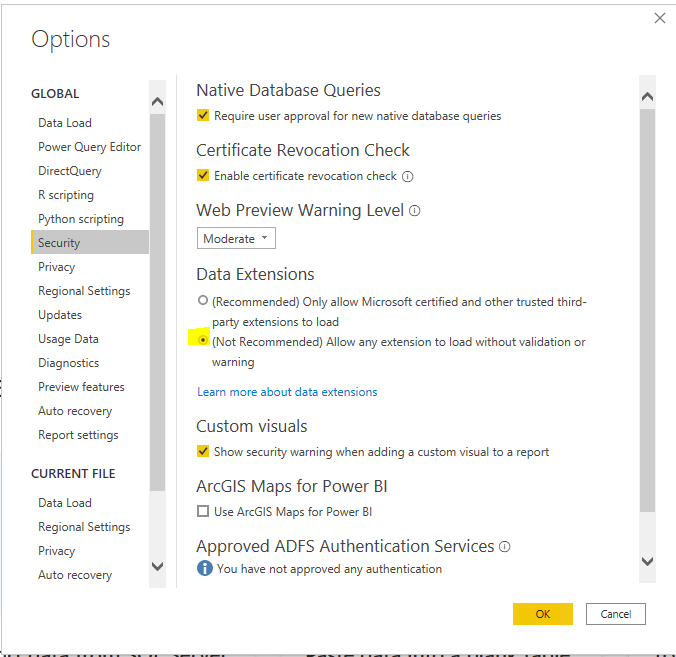 Options
GLOBAL
Data Load
Power Query Editor
DirectQuery
R scripting
Python scripting
Security
Privacy
Regional Settings
Updates
Usage Data
Diagnostics
Preview features
Auto recovery
Report settings
CURRENT FILE
Data Load
Regional Settings
Privacy
Auto recovery
Native Database Queries
Require user approval for new native database queries
Certificate Revocation Check
Enable certificate revocation check
Web Preview Warning Level
Moderate
Data Extensions
(Recommended) Only allow Microsoft certified and other trusted third-
party extensions to load
(Not Recommended) Allow any extension to load without validation or
warning
Learn more about data extensions
Custom visuals
Show security warning when adding a custom visual to a report
ArcGIS Maps for Power BI
Use ArcGIS Maps for Power BI
Approved ADFS Authentication Services
You have not approved any authentication
OK
Cancel